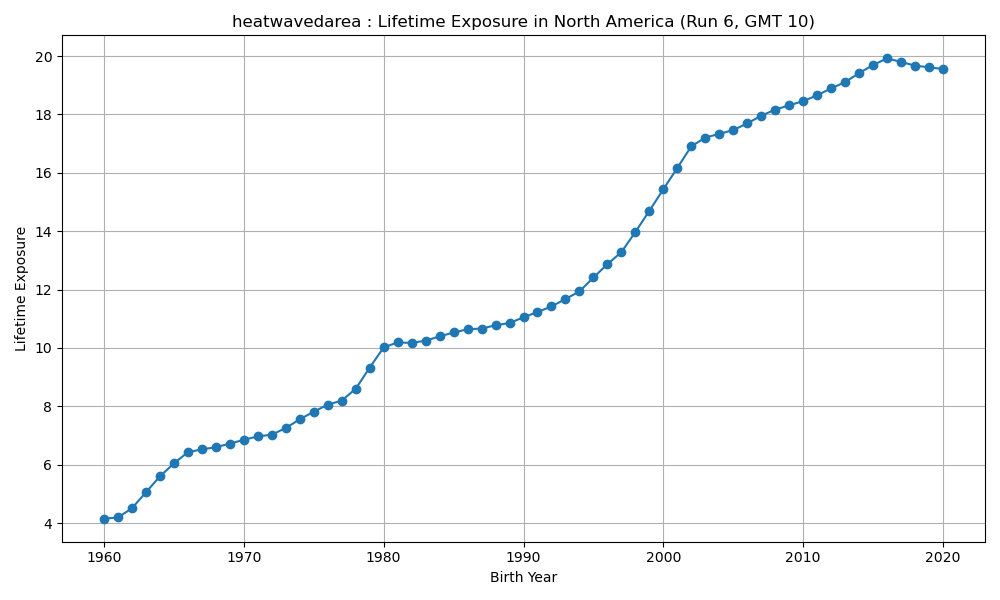 heatwavedarea : Lifetime Exposure in North America (Run 6, GMT 10)
Lifetime Exposure
20
18
16
14
12
10
8
6
4
1960 1970 1980 1990 2000 2010 2020
Birth Year